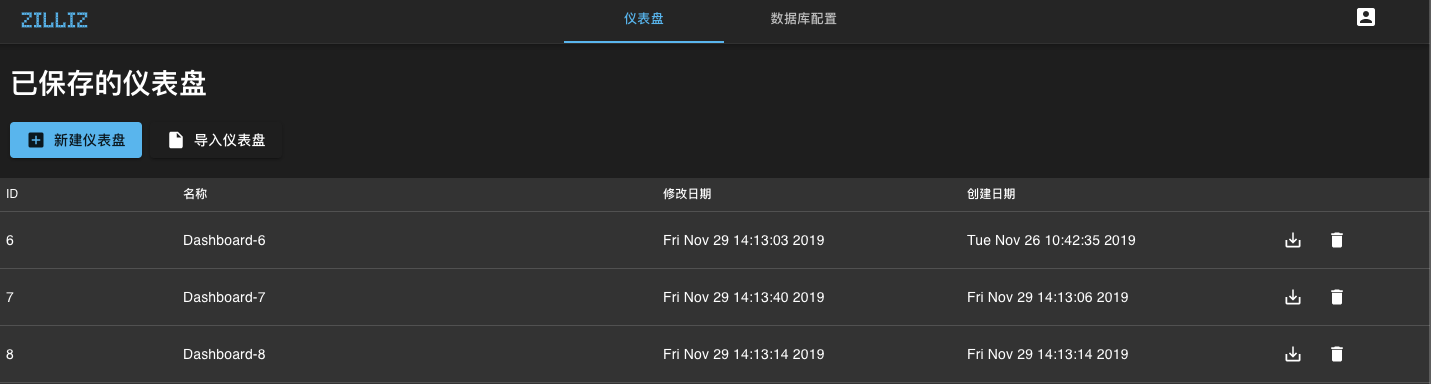 ZILLIZ 仪表盘 数据库配置
已保存的仪表盘
新建仪表盘 导入仪表盘
ID 名称 修改日期 创建日期
6 Dashboard-6 Fri Nov 29 14:13:03 2019 Tue Nov 26 10:42:35 2019
7 Dashboard-7 Fri Nov 29 14:13:40 2019 Fri Nov 29 14:13:06 2019
8 Dashboard-8 Fri Nov 29 14:13:14 2019 Fri Nov 29 14:13:14 2019